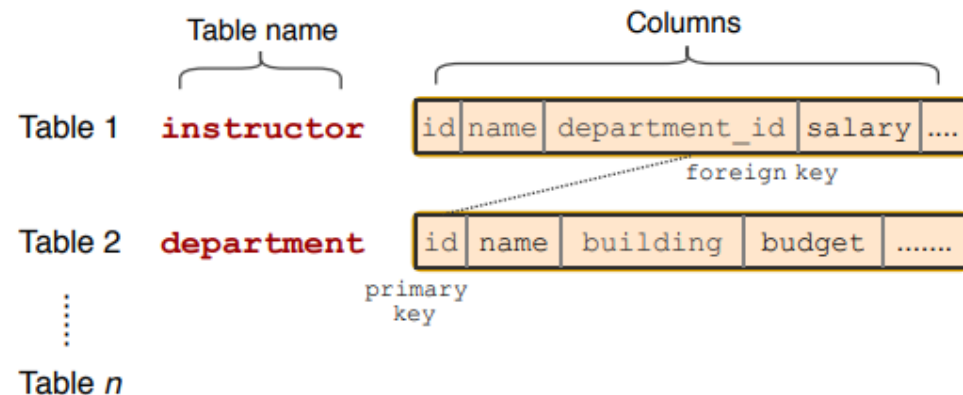 Table name
Columns
Table 1 instructor id name department_id salary ....
foreign key
Table 2 department id name building budget .......
primary
key
Table n